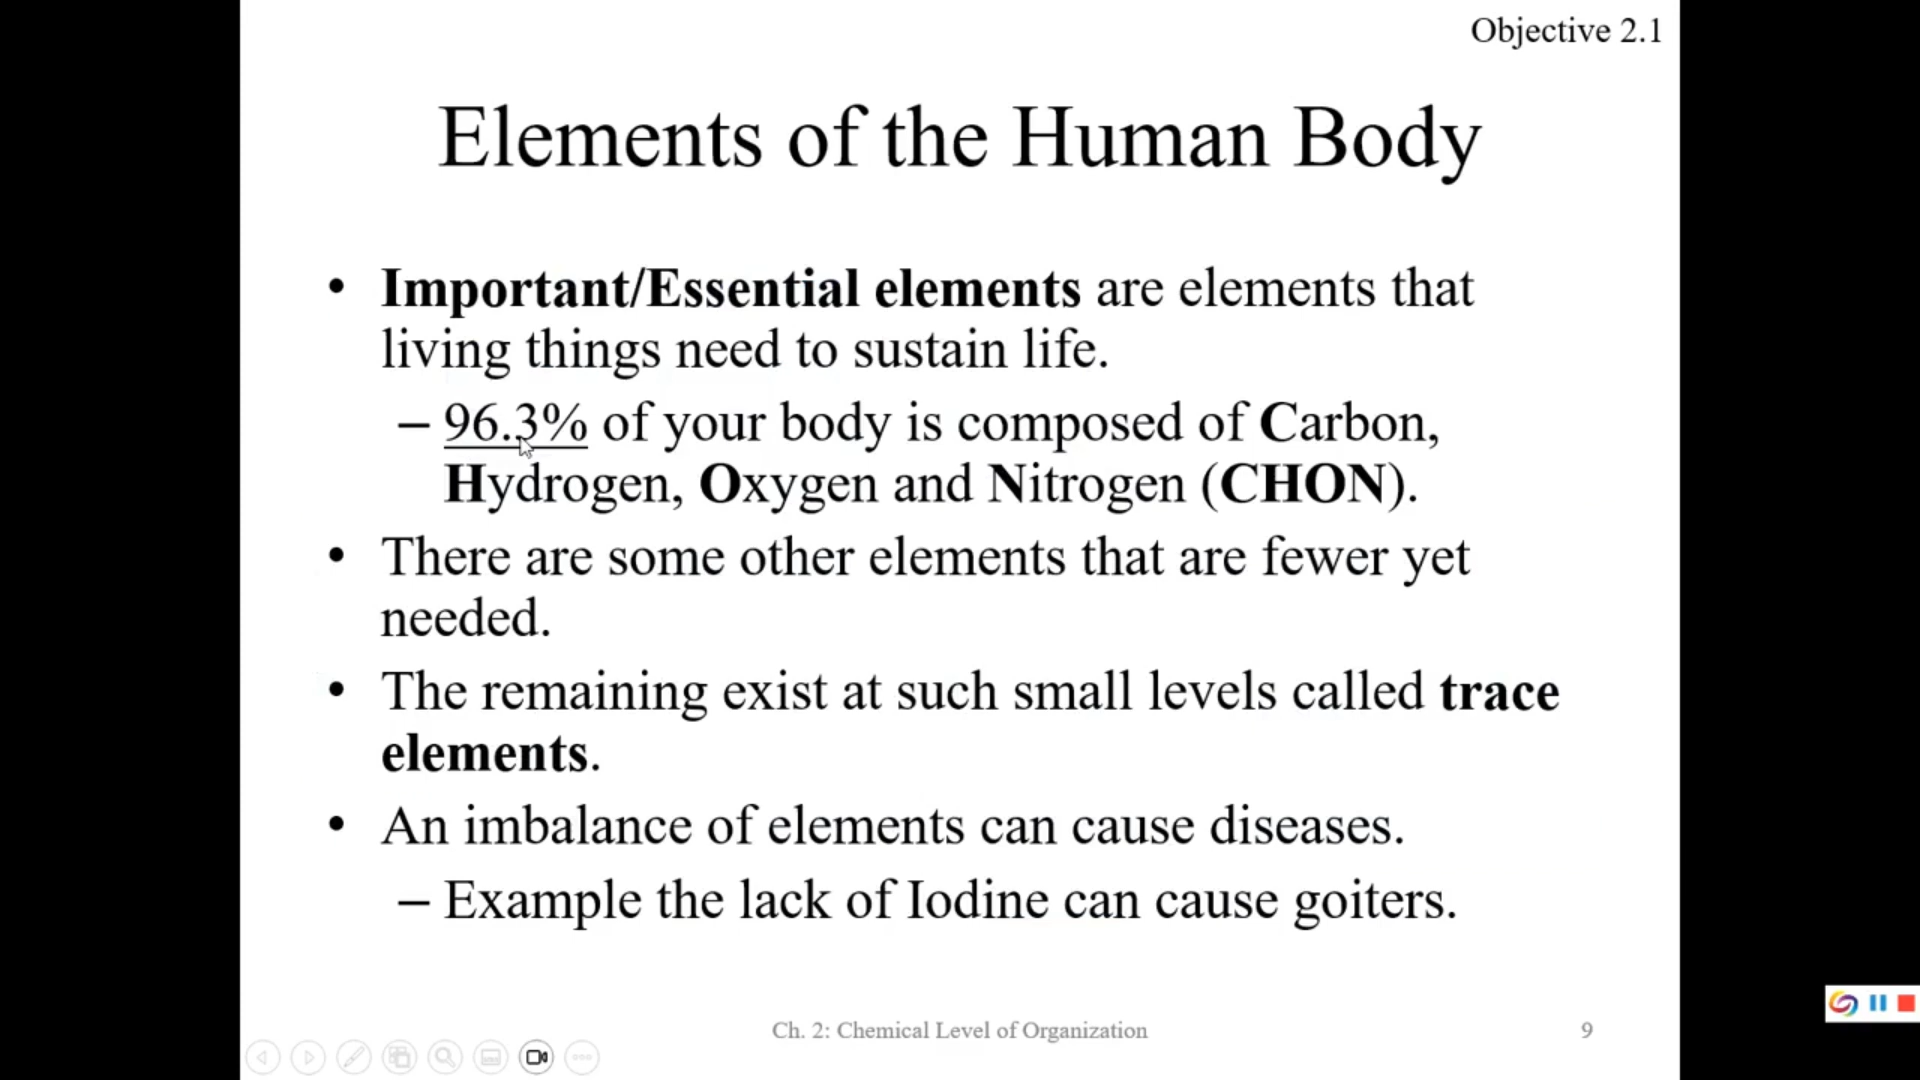 Objective 2.1
Elements of the Human Body
• Important/Essential elements are elements that
living things need to sustain life.
– 96.3% of your body is composed of Carbon,
Hydrogen, Oxygen and Nitrogen (CHON).
• There are some other elements that are fewer yet
needed.
• The remaining exist at such small levels called trace
elements.
• An imbalance of elements can cause diseases.
– Example the lack of Iodine can cause goiters.
Ch. 2: Chemical Level of Organization
9